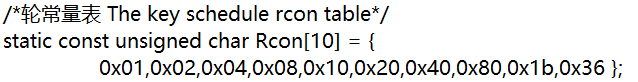 /*轮常量表 The key schedule rcon table*/
static const unsigned char Rcon[10] = {
0x01,0x02,0x04,0x08,0x10,0x20,0x40,0x80,0x1b,0x36 };